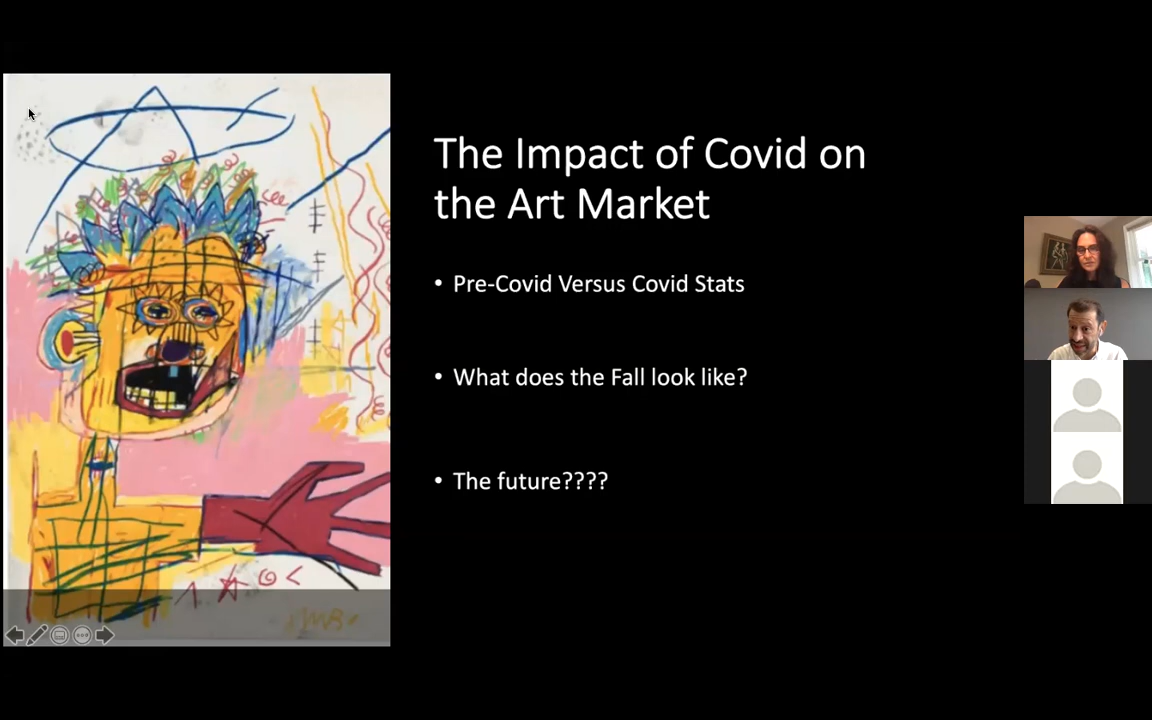 The Impact of Covid on
the Art Market
• Pre-Covid Versus Covid Stats
• What does the Fall look like?
• The future????